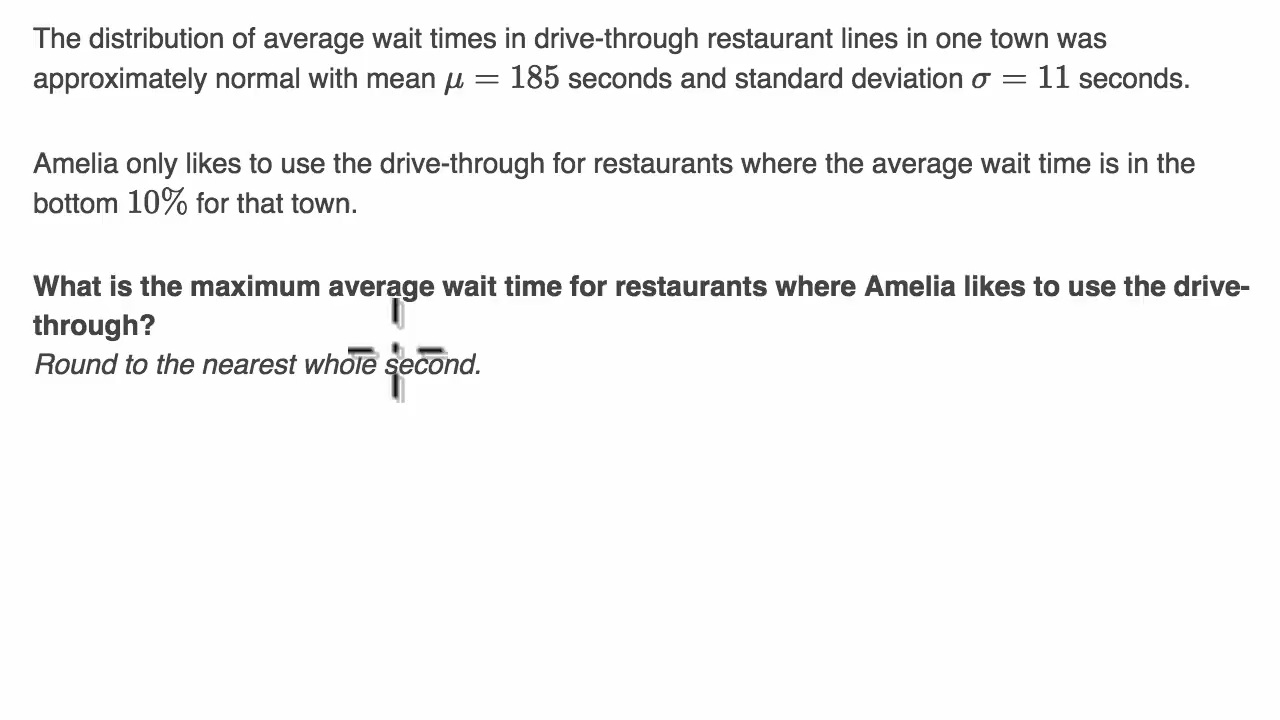 The distribution of average wait times in drive-through restaurant lines in one town was
approximately normal with mean μ = 185 seconds and standard deviation σ = 11 seconds.
Amelia only likes to use the drive-through for restaurants where the average wait time is in the
bottom 10% for that town.
What is the maximum average wait time for restaurants where Amelia likes to use the drive-
through?
Round to the nearest whole second.